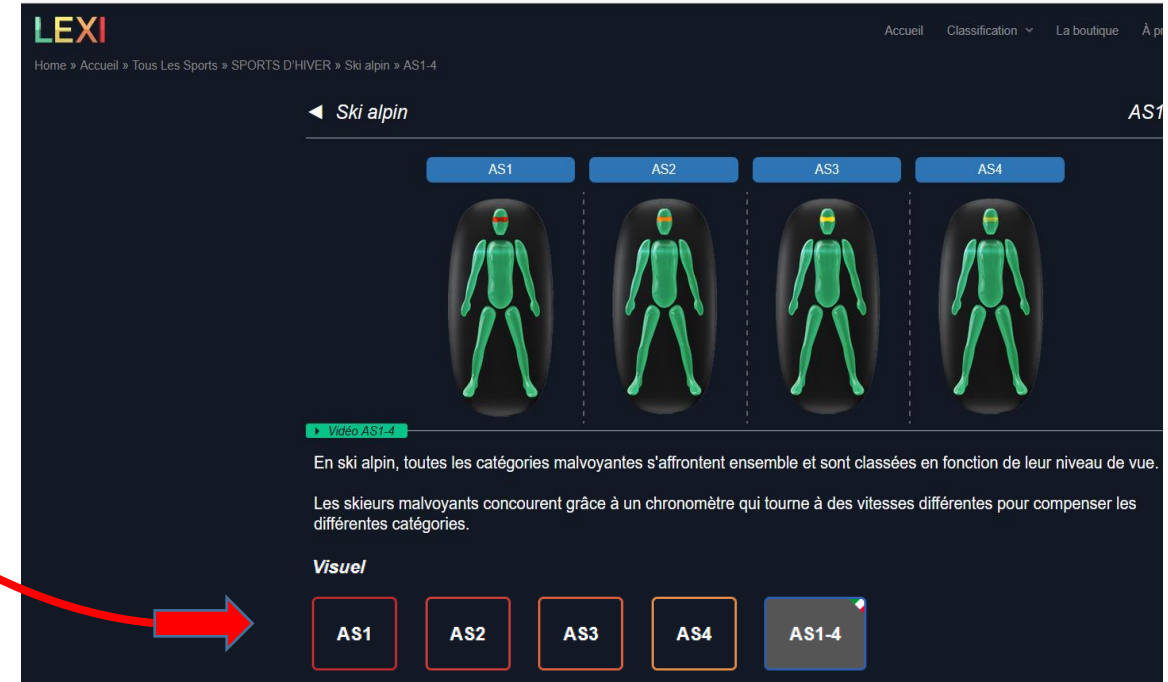 LEXI
Accueil Classification La boutique À pr
Home » Accueil » Tous Les Sports » SPORTS D'HIVER » Ski alpin » AS1-4
Ski alpin AS1
AS1 AS2 AS3 AS4
Vidéo AS1-4
En ski alpin, toutes les catégories malvoyantes s'affrontent ensemble et sont classées en fonction de leur niveau de vue.
Les skieurs malvoyants concourent grâce à un chronomètre qui tourne à des vitesses différentes pour compenser les
différentes catégories.
Visuel
AS1 AS2 AS3 AS4 AS1-4